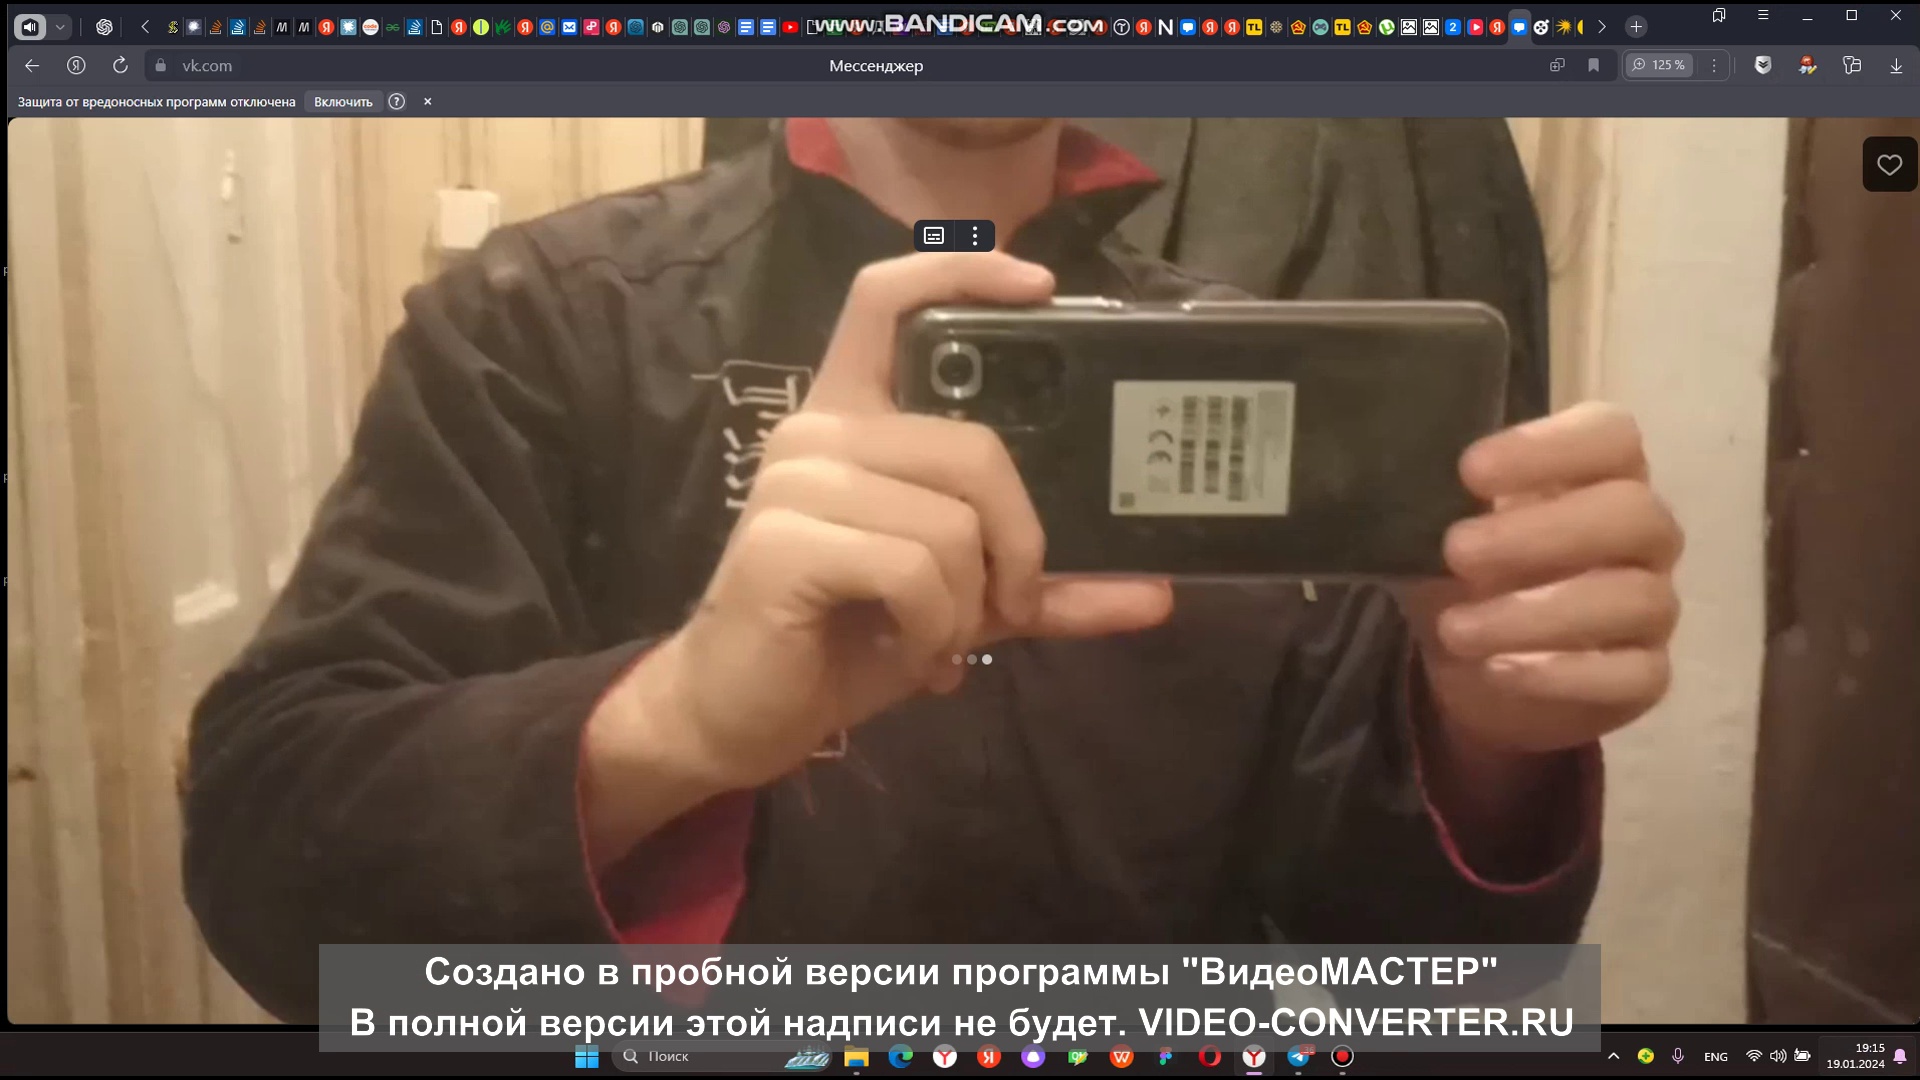 www.BANDICAM.com
vk.com
Мессенджер
125 %
Защита от вредоносных программ отключена
Включить
Создано в пробной версии программы "ВидеоМАСТЕР"
В полной версии этой надписи не будет. VIDEO-CONVERTER.RU
Поиск
ENG
19:15
19.01.2024